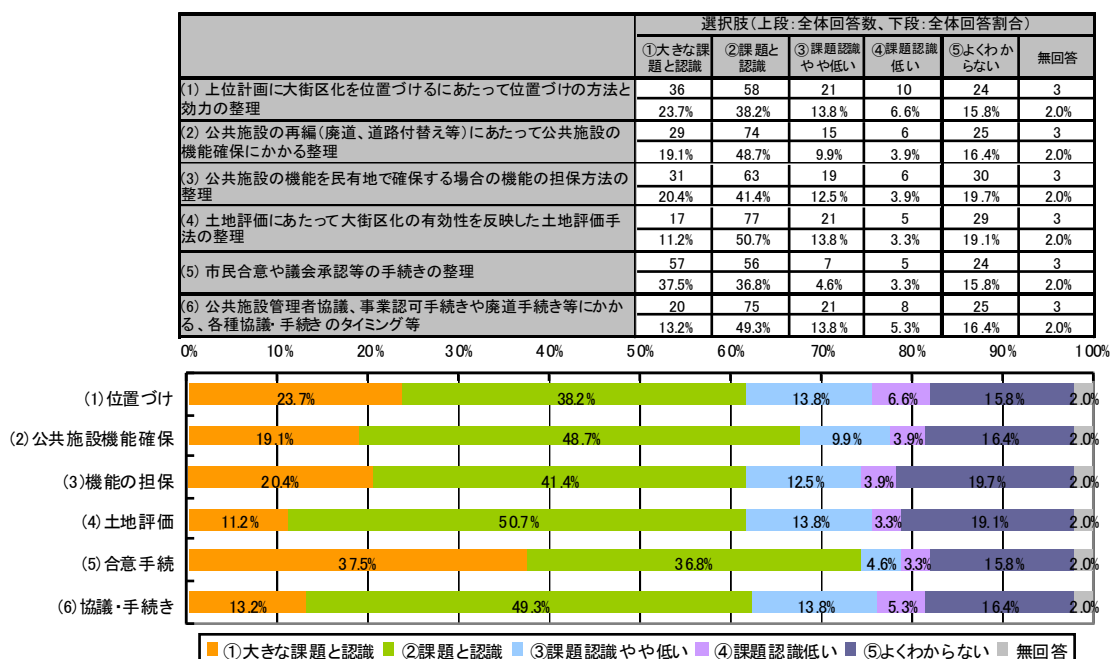 選択肢（上段：全体回答数、下段：全体回答割合）
①大きな課題と認識 ②課題と認識 ③課題認識やや低い ④課題認識低い ⑤よくわからない 無回答
(1) 上位計画に大街区化を位置づけるにあたって位置づけの方法と効力の整理
36 58 21 10 24 3
23.7% 38.2% 13.8% 6.6% 15.8% 2.0%
(2) 公共施設の再編（廃道、道路付替え等）にあたって公共施設の機能確保にかかる整理
29 74 15 6 25 3
19.1% 48.7% 9.9% 3.9% 16.4% 2.0%
(3) 公共施設の機能を民有地で確保する場合の機能の担保方法の整理
31 63 19 6 30 3
20.4% 41.4% 12.5% 3.9% 19.7% 2.0%
(4) 土地評価にあたって大街区化の有効性を反映した土地評価手法の整理
17 77 21 5 29 3
11.2% 50.7% 13.8% 3.3% 19.1% 2.0%
(5) 市民合意や議会承認等の手続きの整理
57 56 7 5 24 3
37.5% 36.8% 4.6% 3.3% 15.8% 2.0%
(6) 公共施設管理者協議、事業認可手続きや廃道手続き等にかかる、各種協議・手続きのタイミング等
20 75 21 8 25 3
13.2% 49.3% 13.8% 5.3% 16.4% 2.0%
0% 10% 20% 30% 40% 50% 60% 70% 80% 90% 100%
(1)位置づけ 23.7% 38.2% 13.8% 6.6% 15.8% 2.0%
(2)公共施設機能確保 19.1% 48.7% 9.9% 3.9% 16.4% 2.0%
(3)機能の担保 20.4% 41.4% 12.5% 3.9% 19.7% 2.0%
(4)土地評価 11.2% 50.7% 13.8% 3.3% 19.1% 2.0%
(5)合意手続 37.5% 36.8% 4.6% 3.3% 15.8% 2.0%
(6)協議・手続き 13.2% 49.3% 13.8% 5.3% 16.4% 2.0%
①大きな課題と認識 ②課題と認識 ③課題認識やや低い ④課題認識低い ⑤よくわからない 無回答